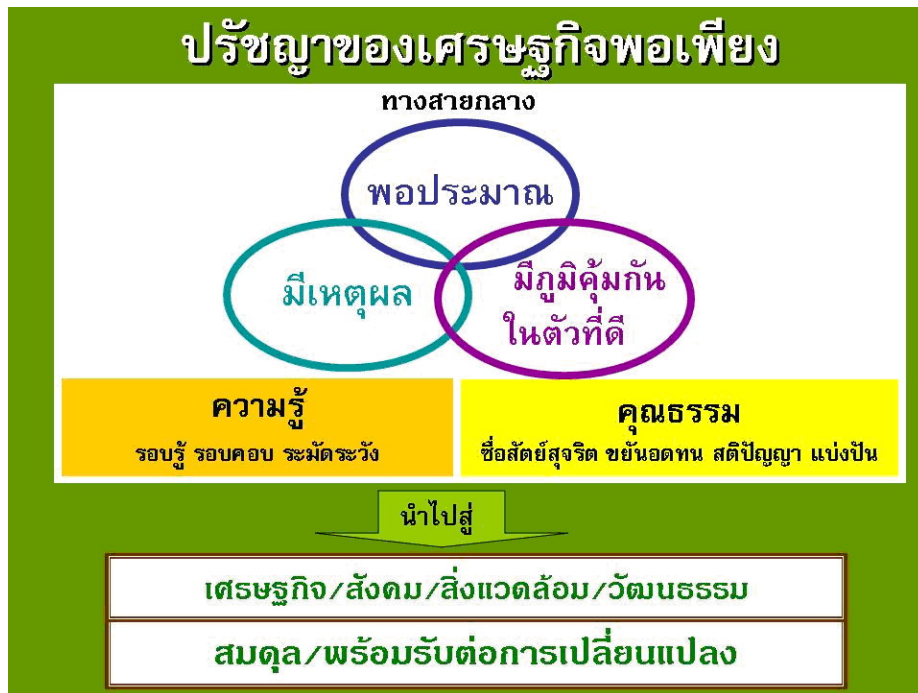 ปรัชญาของเศรษฐกิจพอเพียง
ทางสายกลาง
พอประมาณ
มีเหตุผล
มีภูมิคุ้มกัน
ในตัวที่ดี
ความรู้
รอบรู้ รอบคอบ ระมัดระวัง
คุณธรรม
ซื่อสัตย์สุจริต ขยันอดทน สติปัญญา แบ่งปัน
นำไปสู่
เศรษฐกิจ/สังคม/สิ่งแวดล้อม/วัฒนธรรม
สมดุล/พร้อมรับต่อการเปลี่ยนแปลง